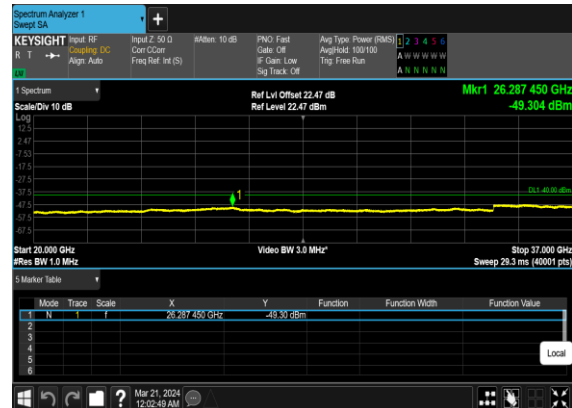 Spectrum Analyzer 1
Swept SA
+
KEYSIGHT Input: RF Input Z: 50 Ω #Atten: 10 dB PNO: Fast Avg Type: Power (RMS) 1 2 3 4 5 6
R T Coupling: DC Corr CCorr Gate: Off Avg|Hold: 100/100 A W W W W W
Align: Auto Freq Ref: Int (S) IF Gain: Low Trig: Free Run
Sig Track: Off A N N N N N
1 Spectrum Ref Lvl Offset 22.47 dB Mkr1 26.287 450 GHz
Scale/Div 10 dB Ref Level 22.47 dBm -49.304 dBm
Log
12.5
2.47
-7.53
-17.5
-27.5
-37.5 1 DL1 -40.00 dBm
-47.5
-57.5
-67.5
Start 20.000 GHz Video BW 3.0 MHz* Stop 37.000 GHz
#Res BW 1.0 MHz Sweep 29.3 ms (40001 pts)
5 Marker Table
Mode Trace Scale X Y Function Function Width Function Value
1 N 1 f 26.287 450 GHz -49.30 dBm
2
3
4
5
6
Local
? Mar 21, 2024
12:02:49 AM